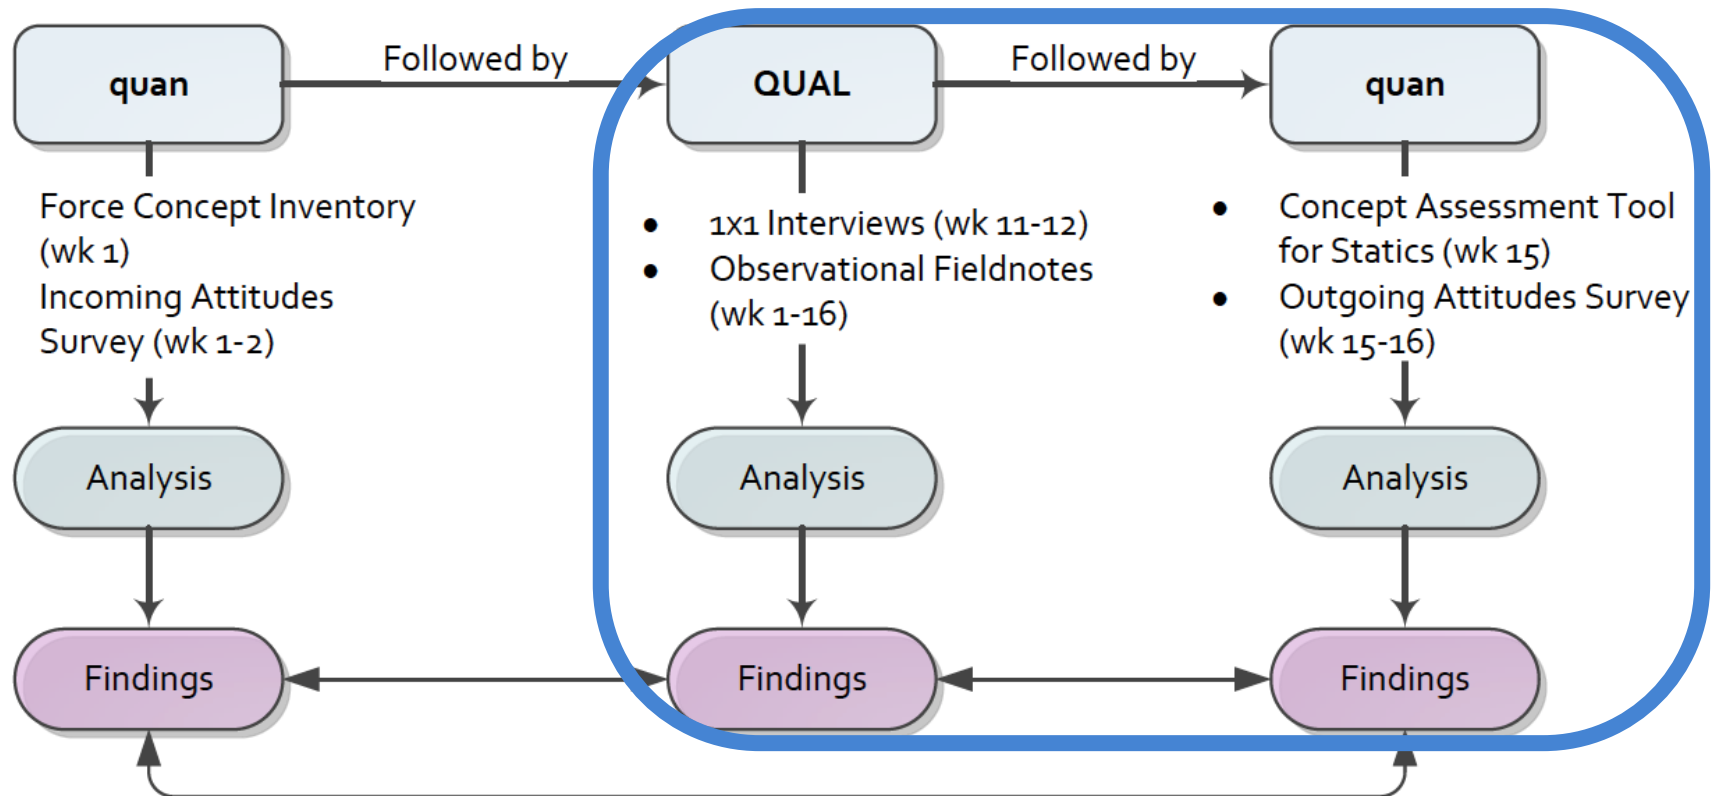 quan
Followed by
QUAL
Followed by
quan
Force Concept Inventory
(wk 1)
Incoming Attitudes
Survey (wk 1-2)
● 1x1 Interviews (wk 11-12)
● Observational Fieldnotes
(wk 1-16)
● Concept Assessment Tool
for Statics (wk 15)
● Outgoing Attitudes Survey
(wk 15-16)
Analysis
Analysis
Analysis
Findings
Findings
Findings